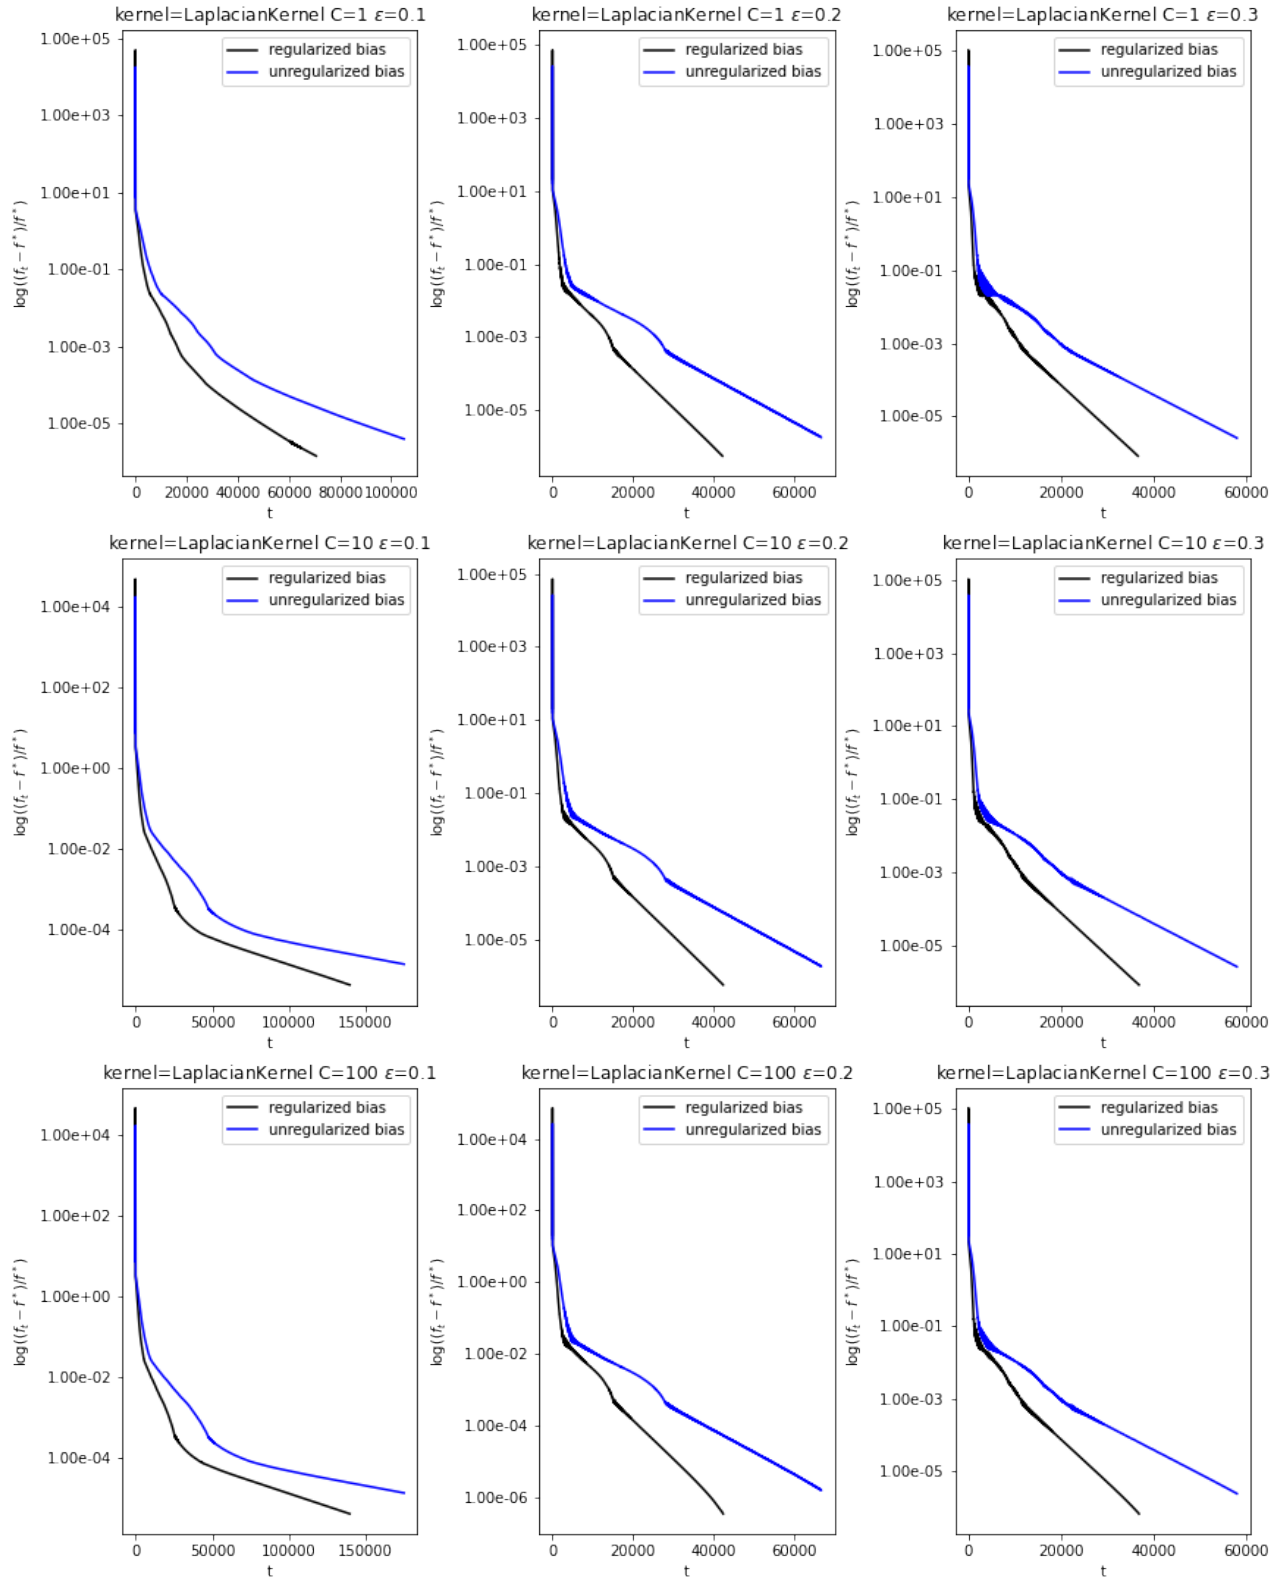 kernel=LaplacianKernel C=1 ε=0.1
regularized bias
unregularized bias
1.00e+05
1.00e+03
1.00e+01
1.00e-01
1.00e-03
1.00e-05
log((f_t − f*)/f*)
0 20000 40000 60000 80000 100000
t
kernel=LaplacianKernel C=1 ε=0.2
regularized bias
unregularized bias
1.00e+05
1.00e+03
1.00e+01
1.00e-01
1.00e-03
1.00e-05
log((f_t − f*)/f*)
0 20000 40000 60000
t
kernel=LaplacianKernel C=1 ε=0.3
regularized bias
unregularized bias
1.00e+05
1.00e+03
1.00e+01
1.00e-01
1.00e-03
1.00e-05
log((f_t − f*)/f*)
0 20000 40000 60000
t
kernel=LaplacianKernel C=10 ε=0.1
regularized bias
unregularized bias
1.00e+04
1.00e+02
1.00e+00
1.00e-02
1.00e-04
log((f_t − f*)/f*)
0 50000 100000 150000
t
kernel=LaplacianKernel C=10 ε=0.2
regularized bias
unregularized bias
1.00e+05
1.00e+03
1.00e+01
1.00e-01
1.00e-03
1.00e-05
log((f_t − f*)/f*)
0 20000 40000 60000
t
kernel=LaplacianKernel C=10 ε=0.3
regularized bias
unregularized bias
1.00e+05
1.00e+03
1.00e+01
1.00e-01
1.00e-03
1.00e-05
log((f_t − f*)/f*)
0 20000 40000 60000
t
kernel=LaplacianKernel C=100 ε=0.1
regularized bias
unregularized bias
1.00e+04
1.00e+02
1.00e+00
1.00e-02
1.00e-04
log((f_t − f*)/f*)
0 50000 100000 150000
t
kernel=LaplacianKernel C=100 ε=0.2
regularized bias
unregularized bias
1.00e+04
1.00e+02
1.00e+00
1.00e-02
1.00e-04
1.00e-06
log((f_t − f*)/f*)
0 20000 40000 60000
t
kernel=LaplacianKernel C=100 ε=0.3
regularized bias
unregularized bias
1.00e+05
1.00e+03
1.00e+01
1.00e-01
1.00e-03
1.00e-05
log((f_t − f*)/f*)
0 20000 40000 60000
t